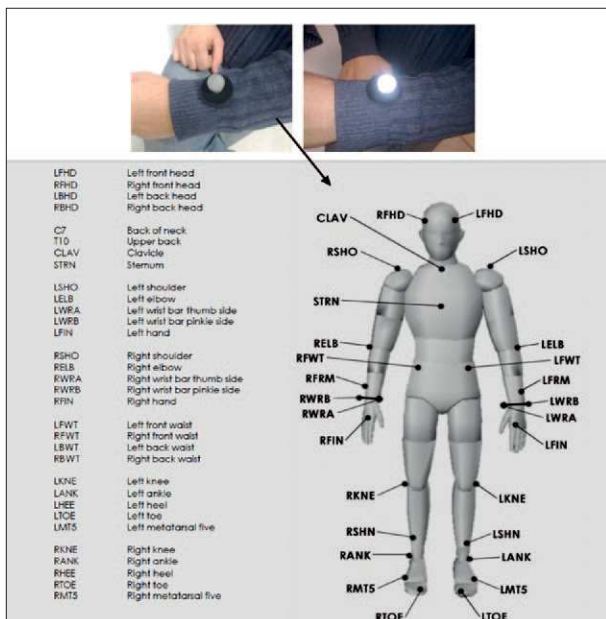 LFHD Left front head
RFHD Right front head
LBHD Left back head
RBHD Right back head
C7 Back of neck
T10 Upper back
CLAV Clavicle
STRN Sternum
LSHO Left shoulder
LELB Left elbow
LWRA Left wrist bar thumb side
LWRB Left wrist bar pinkie side
LFIN Left hand
RSHO Right shoulder
RELB Right elbow
RWRA Right wrist bar thumb side
RWRB Right wrist bar pinkie side
RFIN Right hand
LFWT Left front waist
RFWT Right front waist
LBWT Left back waist
RBWT Right back waist
LKNE Left knee
LANK Left ankle
LHEE Left heel
LTOE Left toe
LMT5 Left metatarsal five
RKNE Right knee
RANK Right ankle
RHEE Right heel
RTOE Right toe
RMT5 Right metatarsal five
CLAV RFHD LFHD
RSHO LSHO
STRN
RELB LELB
RFWT LFWT
RFRM LFRM
RWRB LWRB
RWRA LWRA
RFIN LFIN
RKNE LKNE
RSHN LSHN
RANK LANK
RMT5 LMT5
RTOE LTOE